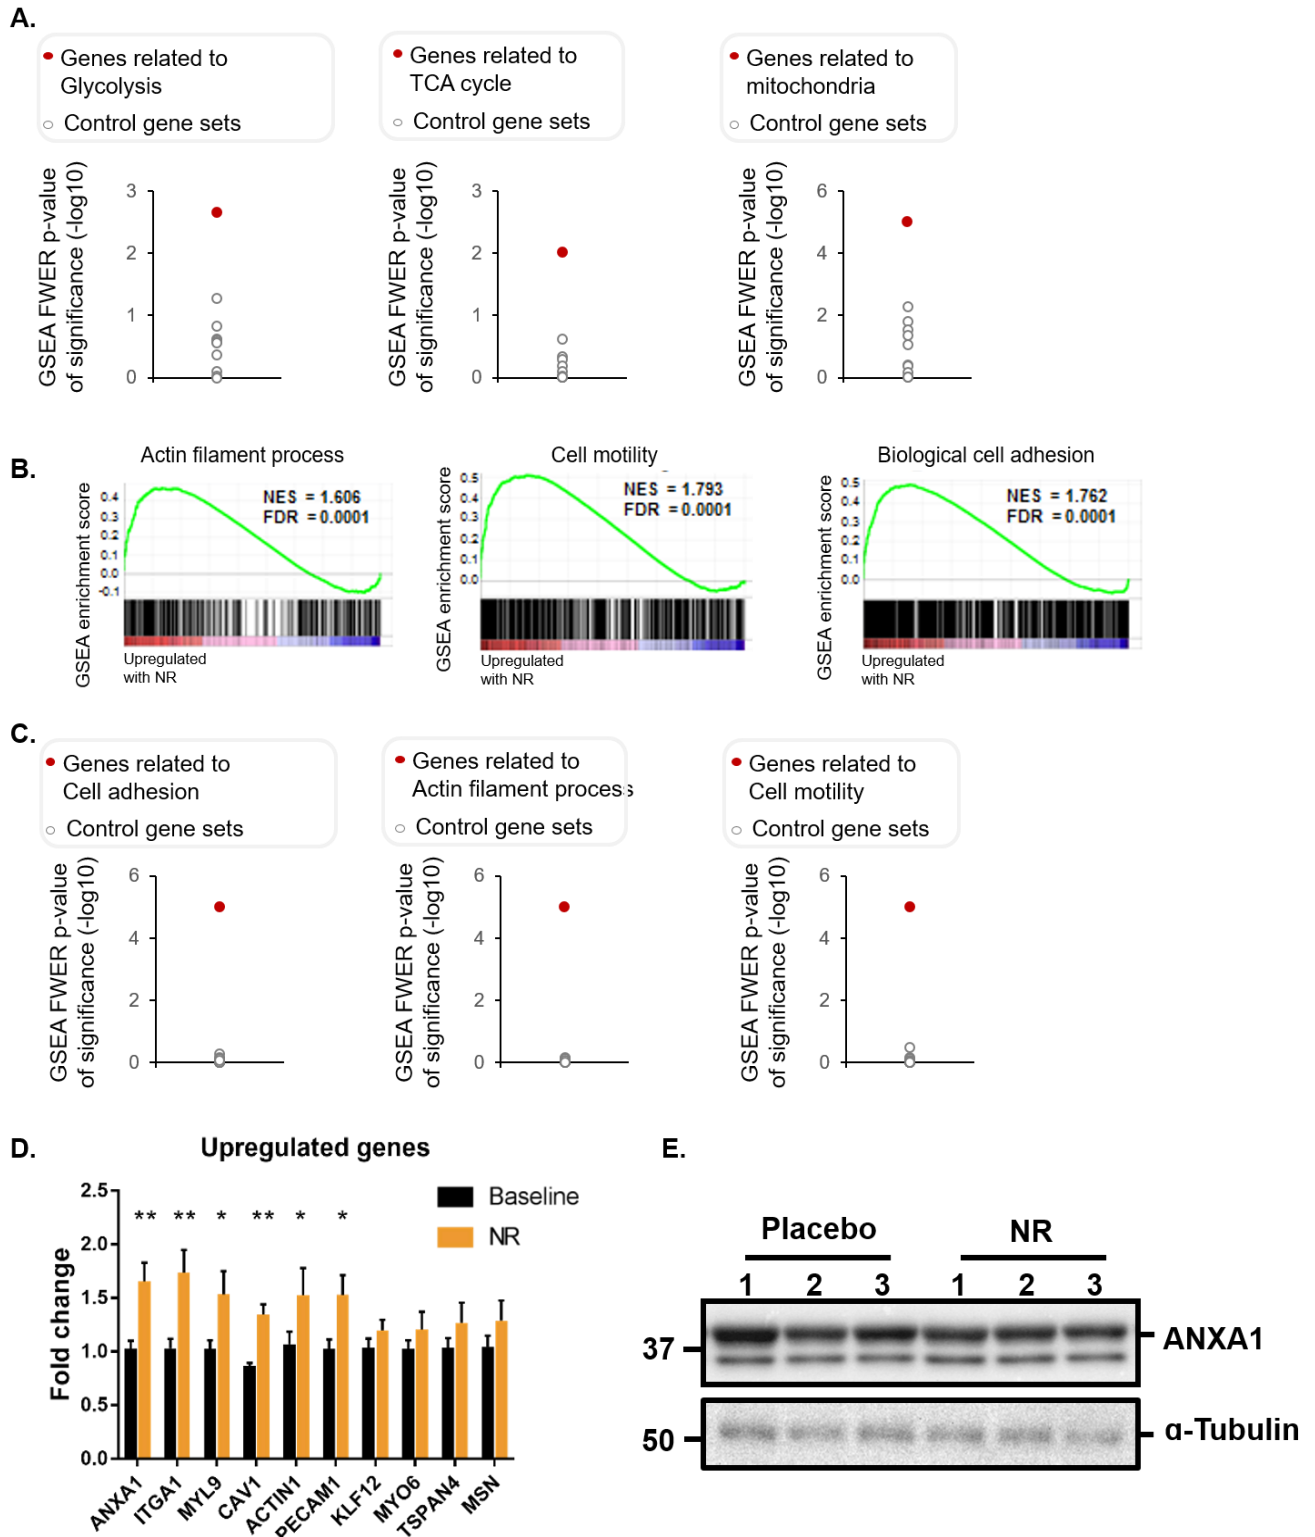 A.
Genes related to
Glycolysis
Control gene sets
Genes related to
TCA cycle
Control gene sets
Genes related to
mitochondria
Control gene sets
GSEA FWER p-value
of significance (-log10)
3
2
1
0
GSEA FWER p-value
of significance (-log10)
3
2
1
0
GSEA FWER p-value
of significance (-log10)
6
4
2
0
B.
Actin filament process
GSEA enrichment score
0.4
0.3
0.2
0.1
0.0
-0.1
NES = 1.606
FDR = 0.0001
Upregulated
with NR
Cell motility
GSEA enrichment score
0.5
0.4
0.3
0.2
0.1
0.0
NES = 1.793
FDR = 0.0001
Upregulated
with NR
Biological cell adhesion
GSEA enrichment score
0.5
0.4
0.3
0.2
0.1
0.0
NES = 1.762
FDR = 0.0001
Upregulated
with NR
C.
Genes related to
Cell adhesion
Control gene sets
Genes related to
Actin filament process
Control gene sets
Genes related to
Cell motility
Control gene sets
GSEA FWER p-value
of significance (-log10)
6
4
2
0
GSEA FWER p-value
of significance (-log10)
6
4
2
0
GSEA FWER p-value
of significance (-log10)
6
4
2
0
D.
Upregulated genes
Baseline
NR
Fold change
2.5
2.0
1.5
1.0
0.5
0.0
** ** * ** * *
ANXA1
ITGA1
MYL9
CAV1
ACTIN1
PECAM1
KLF12
MYO6
TSPAN4
MSN
E.
Placebo NR
1 2 3 1 2 3
37 ANXA1
50 α-Tubulin